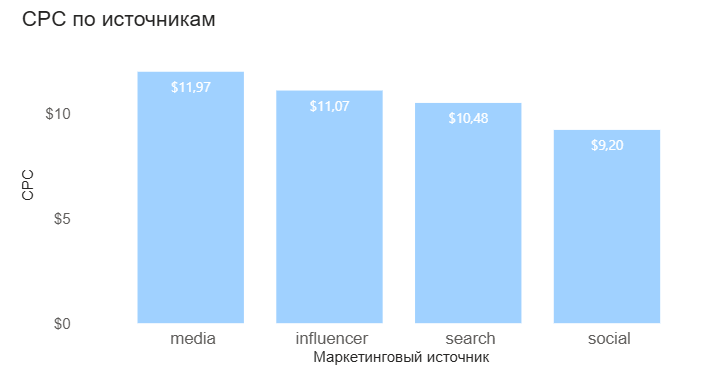 CPC по источникам
$11,97
$11,07
$10,48
$9,20
$10
$5
$0
CPC
media influencer search social
Маркетинговый источник